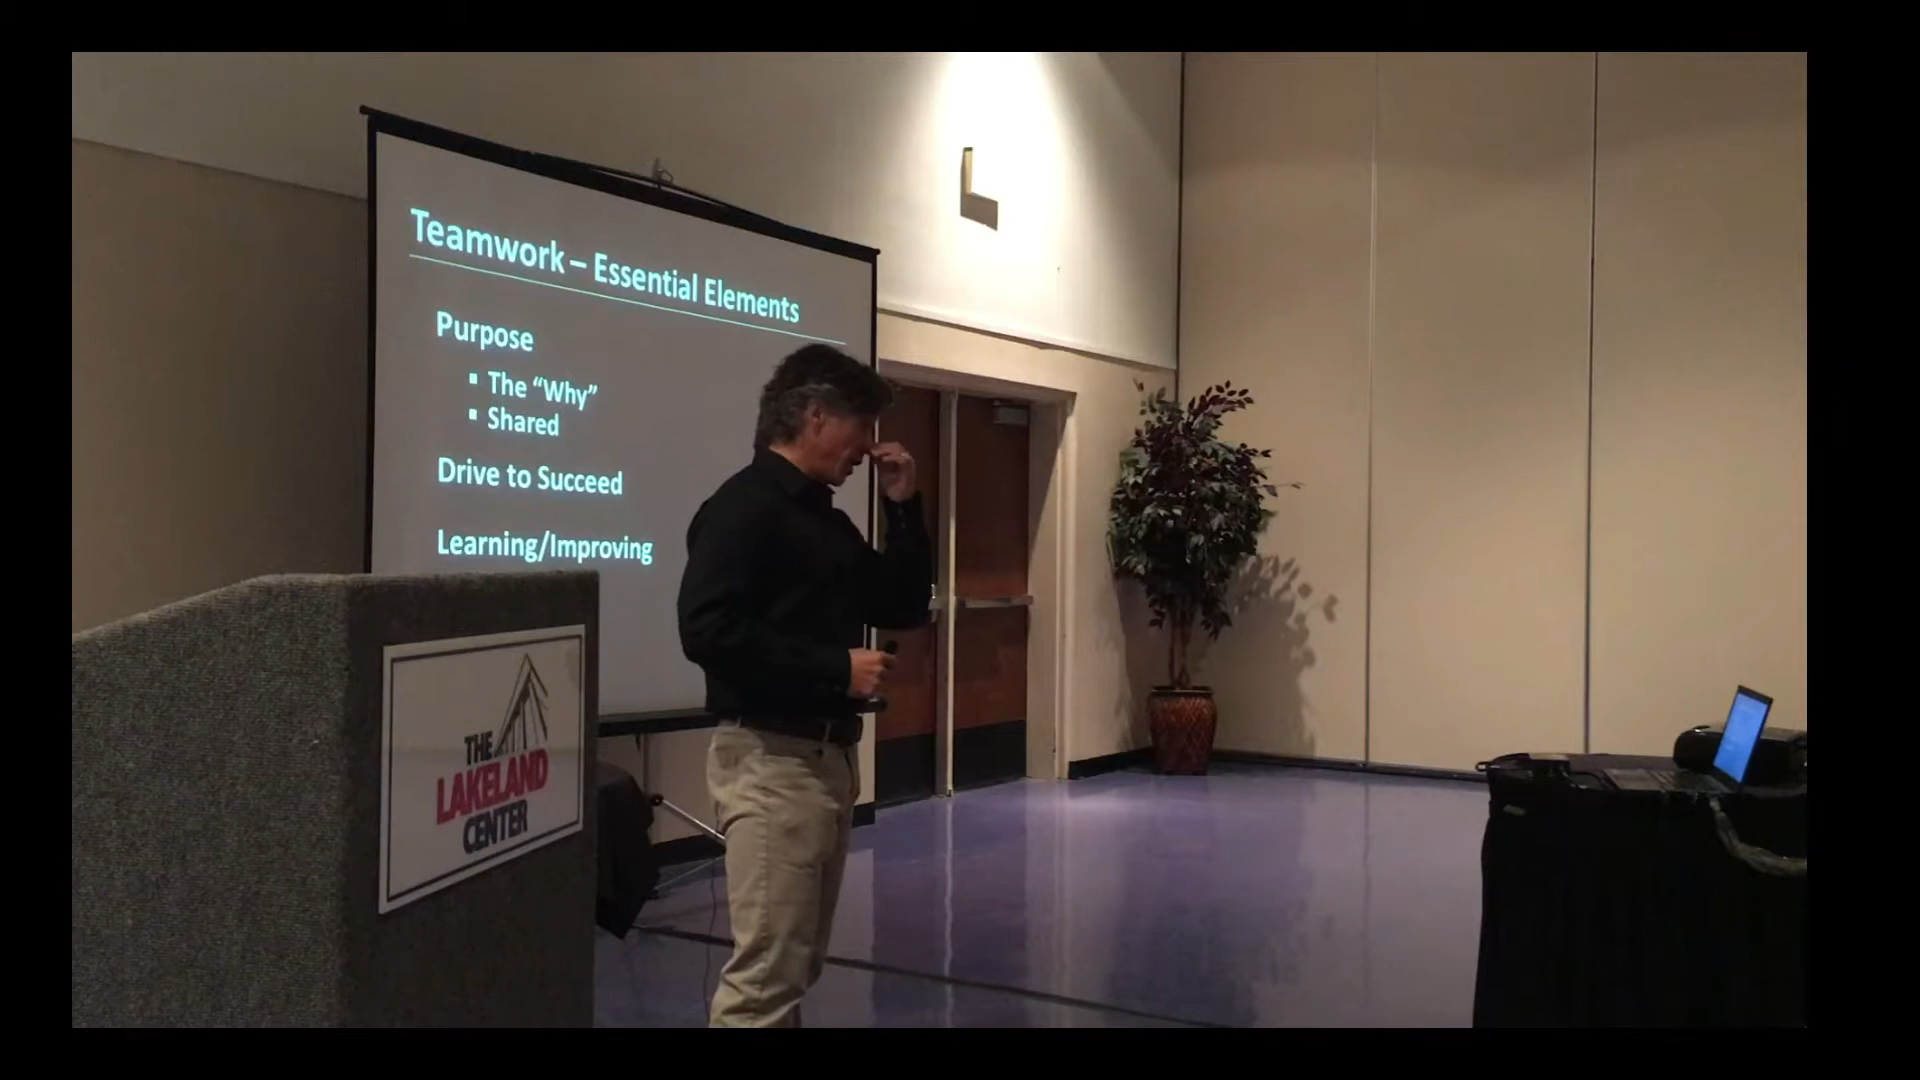 Teamwork – Essential Elements
Purpose
▪ The “Why”
▪ Shared
Drive to Succeed
Learning/Improving
THE
LAKELAND
CENTER
L